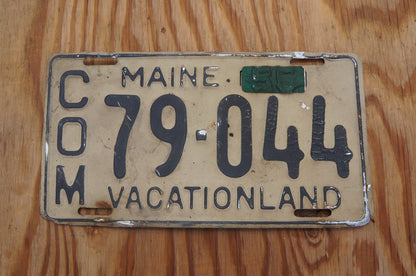 COM
MAINE
79·044
VACATIONLAND